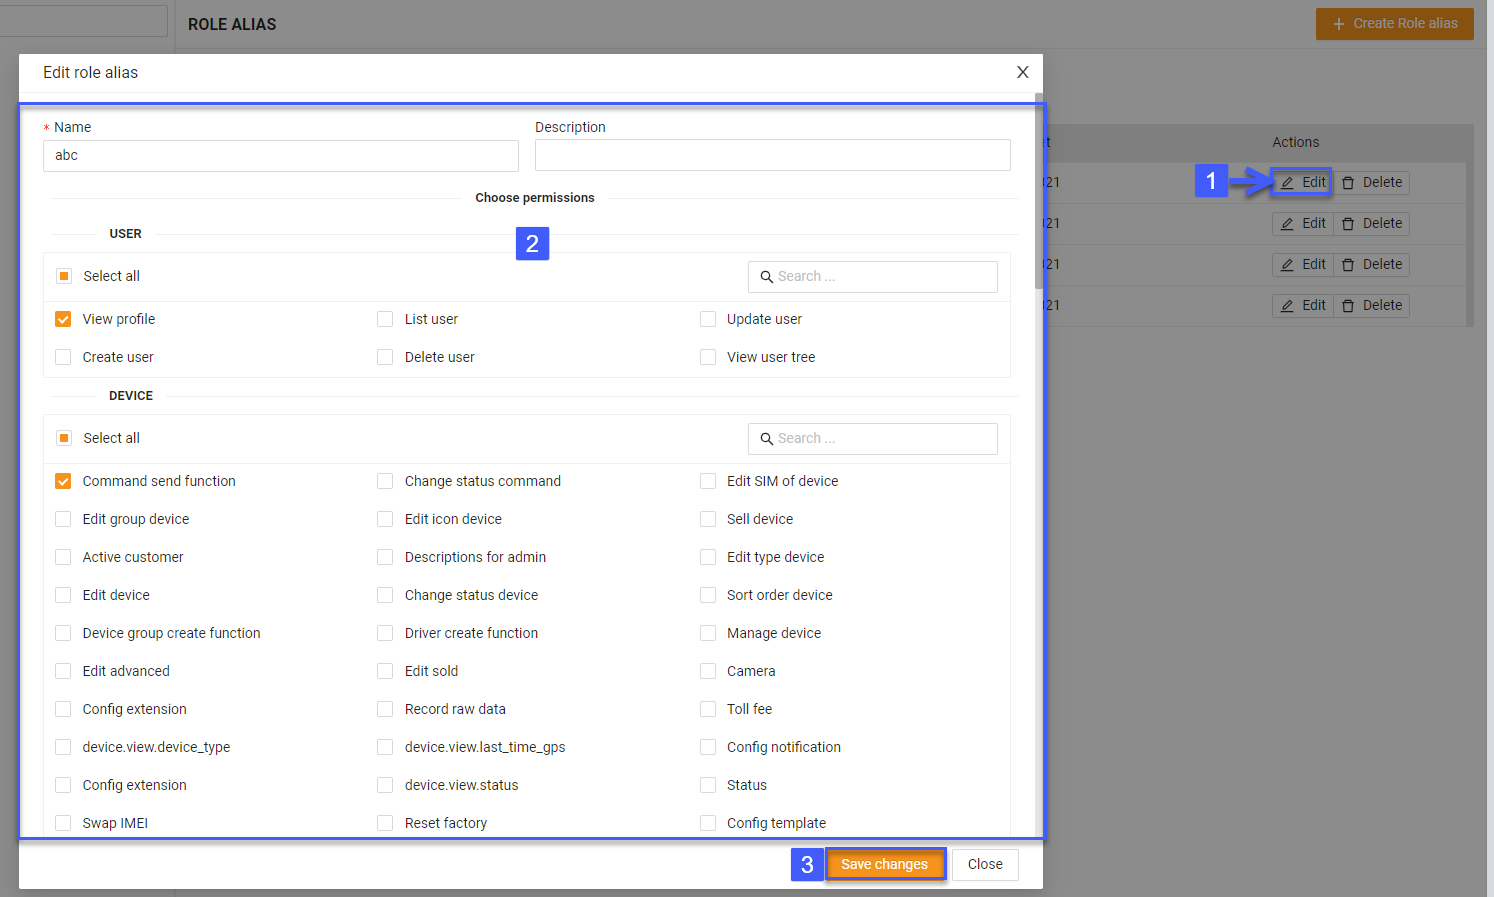 ROLE ALIAS
+ Create Role alias
Edit role alias
X
* Name
Description
abc
Choose permissions
USER
2
Select all
Search ...
View profile
List user
Update user
Create user
Delete user
View user tree
DEVICE
Select all
Search ...
Command send function
Change status command
Edit SIM of device
Edit group device
Edit icon device
Sell device
Active customer
Descriptions for admin
Edit type device
Edit device
Change status device
Sort order device
Device group create function
Driver create function
Manage device
Edit advanced
Edit sold
Camera
Config extension
Record raw data
Toll fee
device.view.device_type
device.view.last_time_gps
Config notification
Config extension
device.view.status
Status
Swap IMEI
Reset factory
Config template
3
Save changes
Close
Actions
21
1
Edit
Delete
21
Edit
Delete
21
Edit
Delete
21
Edit
Delete